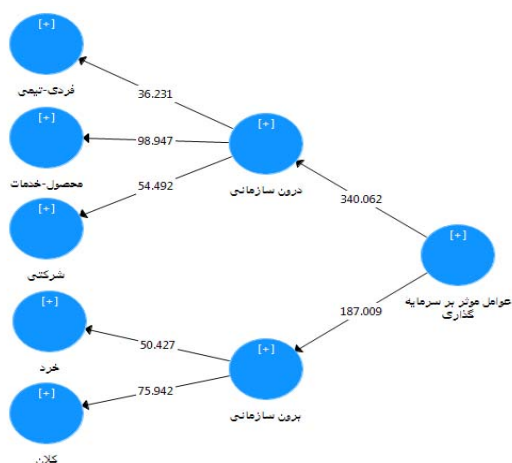 [+]
فردی-تیمی
36.231
[+]
[+]
98.947
محصول-خدمات
درون سازمانی
54.492
340.062
[+]
شرکتی
[+]
عوامل موثر بر سرمایه
گذاری
187.009
[+]
خرد
50.427
[+]
75.942
برون سازمانی
[+]
کلان